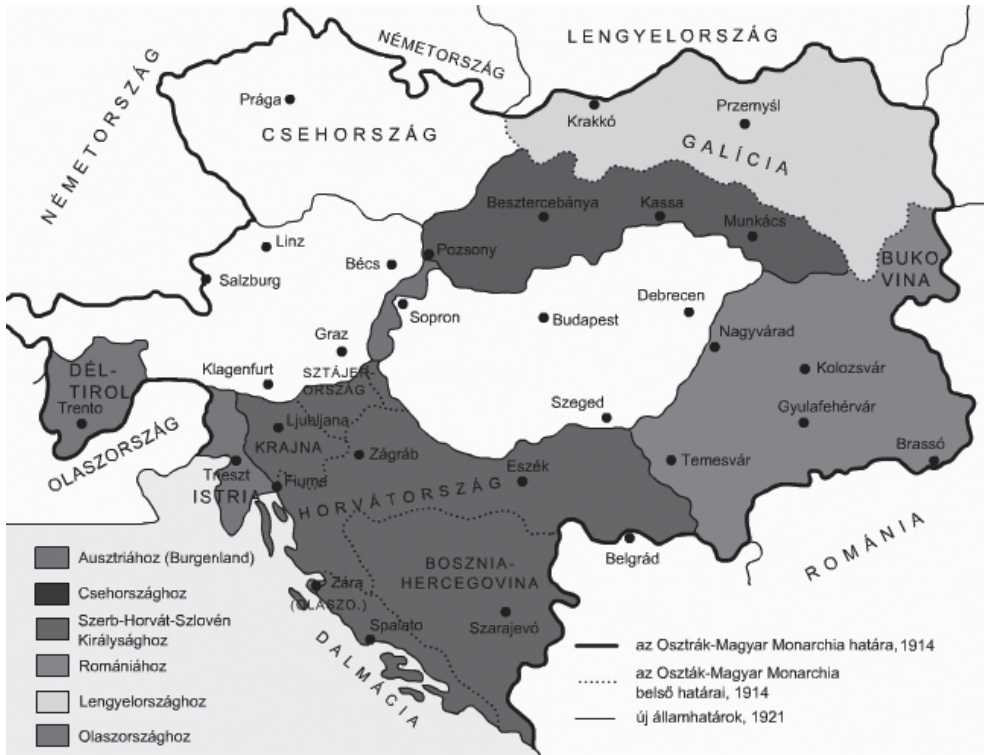 NÉMETORSZÁG
LENGYELORSZÁG
NÉMETORSZÁG
Prága
CSEHORSZÁG
Krakkó
Przemyśl
GALÍCIA
Besztercebánya
Kassa
Munkács
Linz
Bécs
Pozsony
BUKO
VINA
Salzburg
Sopron
Budapest
Debrecen
Nagyvárad
Graz
Kolozsvár
DÉL-
TIROL
Trento
Klagenfurt
SZTÁJER-
ORSZÁG
Szeged
Gyulafehérvár
OLASZORSZÁG
Ljubljana
KRAJNA
Zágráb
Temesvár
Brassó
Trieszt
ISTRIA
Fiume
HORVÁTORSZÁG
Eszék
Belgrád
ROMÁNIA
BOSZNIA-
HERCEGOVINA
Zára
(OLASZO.)
Szarajevó
Spalato
DALMÁCIA
Ausztriához (Burgenland)
Csehországhoz
Szerb-Horvát-Szlovén
Királysághoz
Romániához
Lengyelországhoz
Olaszországhoz
az Osztrák-Magyar Monarchia határa, 1914
az Oszták-Magyar Monarchia
belső határai, 1914
új államhatárok, 1921